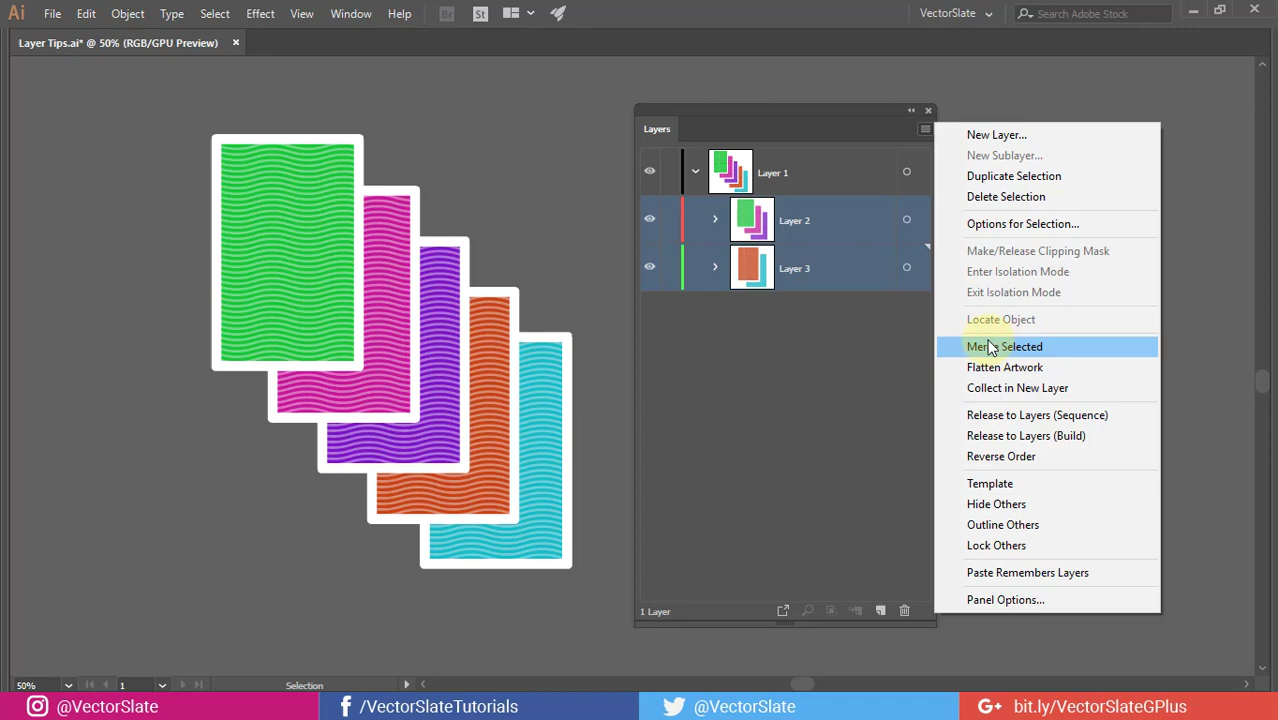 Ai File Edit Object Type Select Effect View Window Help Br St VectorSlate Search Adobe Stock
Layer Tips.ai* @ 50% (RGB/GPU Preview) ×
Layers
Layer 1
Layer 2
Layer 3
1 Layer
New Layer...
New Sublayer...
Duplicate Selection
Delete Selection
Options for Selection...
Make/Release Clipping Mask
Enter Isolation Mode
Exit Isolation Mode
Locate Object
Merge Selected
Flatten Artwork
Collect in New Layer
Release to Layers (Sequence)
Release to Layers (Build)
Reverse Order
Template
Hide Others
Outline Others
Lock Others
Paste Remembers Layers
Panel Options...
50% 1 Selection
@VectorSlate /VectorSlateTutorials @VectorSlate G+ bit.ly/VectorSlateGPlus